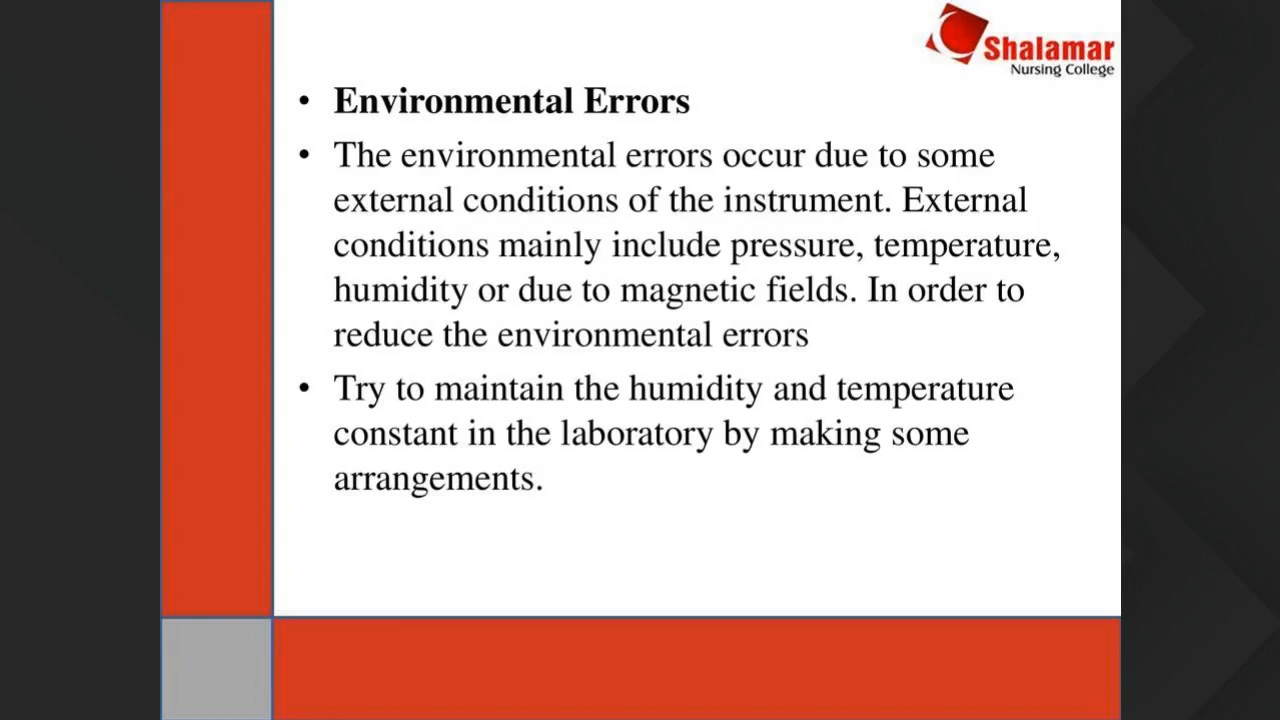 Shalamar
Nursing College
• Environmental Errors
• The environmental errors occur due to some
external conditions of the instrument. External
conditions mainly include pressure, temperature,
humidity or due to magnetic fields. In order to
reduce the environmental errors
• Try to maintain the humidity and temperature
constant in the laboratory by making some
arrangements.